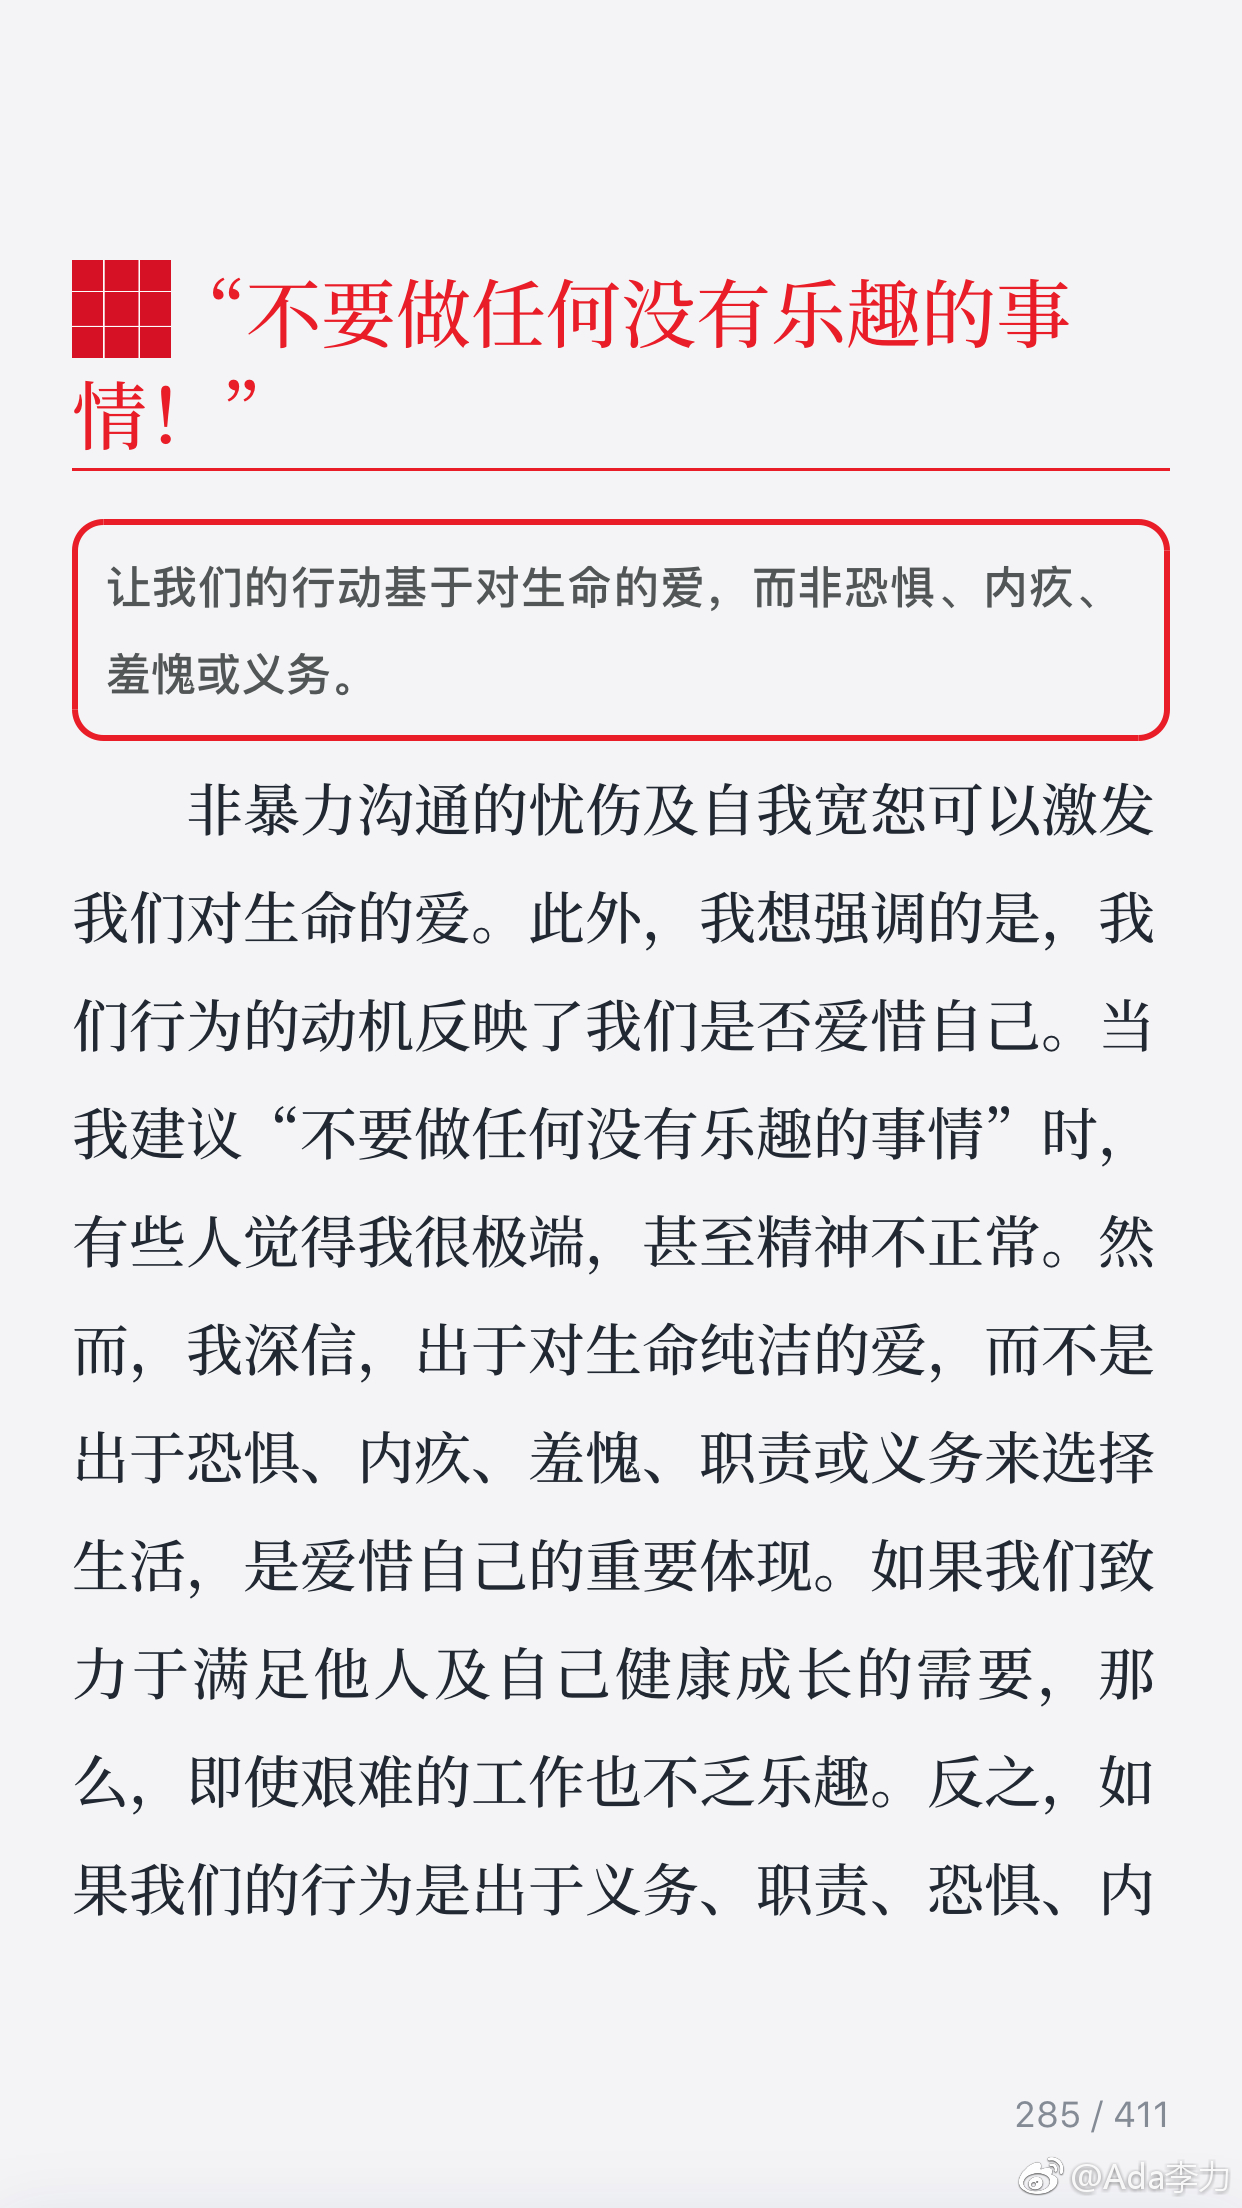 “不要做任何没有乐趣的事
情！”
让我们的行动基于对生命的爱，而非恐惧、内疚、
羞愧或义务。
非暴力沟通的忧伤及自我宽恕可以激发
我们对生命的爱。此外，我想强调的是，我
们行为的动机反映了我们是否爱惜自己。当
我建议“不要做任何没有乐趣的事情”时，
有些人觉得我很极端，甚至精神不正常。然
而，我深信，出于对生命纯洁的爱，而不是
出于恐惧、内疚、羞愧、职责或义务来选择
生活，是爱惜自己的重要体现。如果我们致
力于满足他人及自己健康成长的需要，那
么，即使艰难的工作也不乏乐趣。反之，如
果我们的行为是出于义务、职责、恐惧、内
285 / 411
@Ada李力